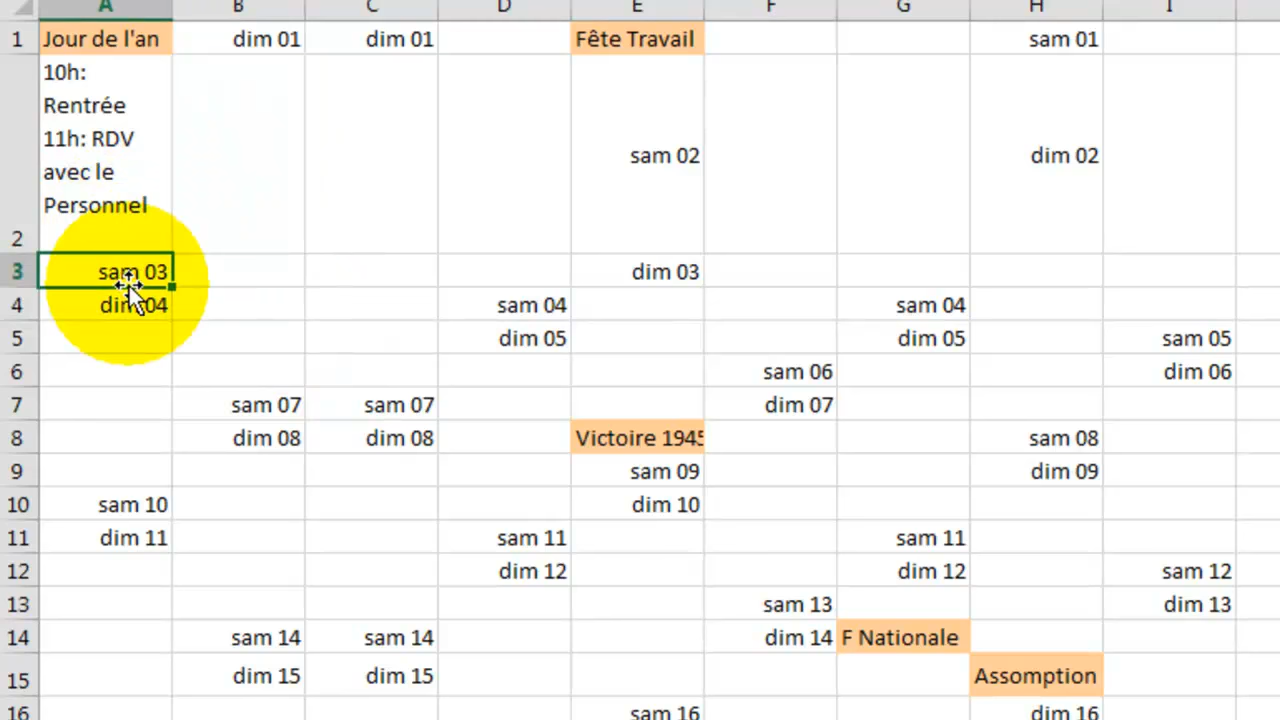 A B C D E F G H I
1 Jour de l'an dim 01 dim 01 Fête Travail sam 01
10h:
Rentrée
11h: RDV
avec le
Personnel
2 sam 02 dim 02
3 sam 03 dim 03
4 dim 04 sam 04 sam 04
5 dim 05 dim 05 sam 05
6 sam 06 dim 06
7 sam 07 sam 07 dim 07
8 dim 08 dim 08 Victoire 1945 sam 08
9 sam 09 dim 09
10 sam 10 dim 10
11 dim 11 sam 11 sam 11
12 dim 12 dim 12 sam 12
13 sam 13 dim 13
14 sam 14 sam 14 dim 14 F Nationale
15 dim 15 dim 15 Assomption
16 sam 16 dim 16